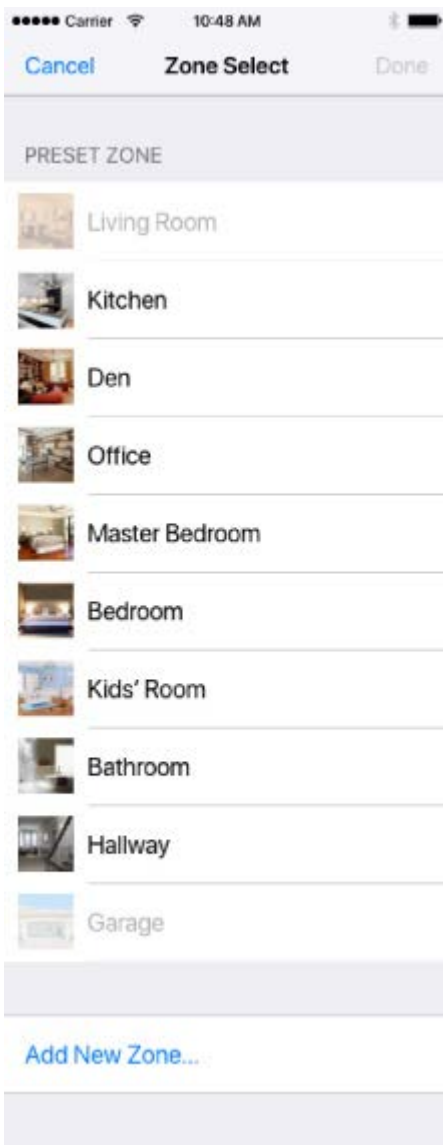 Carrier 10:48 AM
Cancel Zone Select Done
PRESET ZONE
Living Room
Kitchen
Den
Office
Master Bedroom
Bedroom
Kids' Room
Bathroom
Hallway
Garage
Add New Zone...